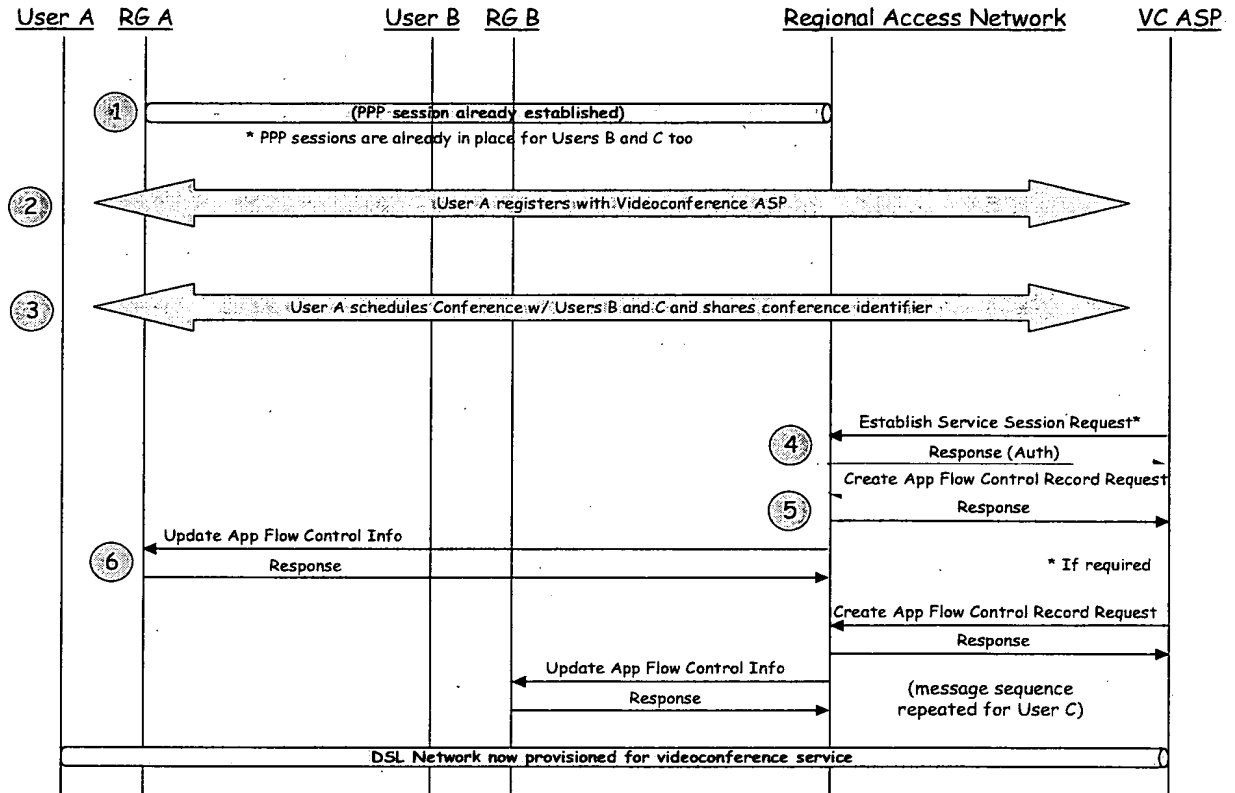 User A RG A User B RG B Regional Access Network VC ASP
1 (PPP session already established)
* PPP sessions are already in place for Users B and C too
2 User A registers with Videoconference ASP
3 User A schedules Conference w/ Users B and C and shares conference identifier
Establish Service Session Request*
4 Response (Auth)
Create App Flow Control Record Request
5 Response
Update App Flow Control Info
6 Response
* If required
Create App Flow Control Record Request
Response
Update App Flow Control Info
Response
(message sequence
repeated for User C)
DSL Network now provisioned for videoconference service